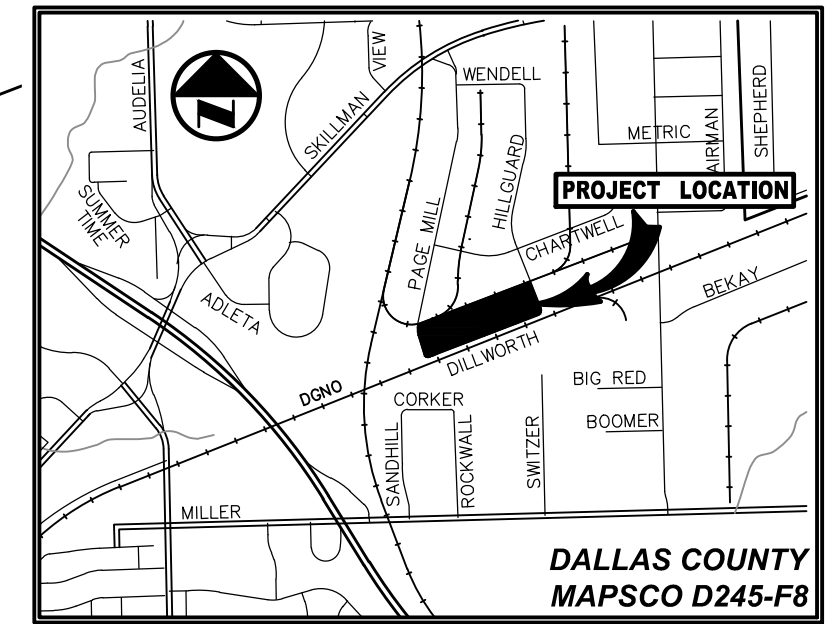 AUDELIA
VIEW
WENDELL
SKILLMAN
METRIC
AIRMAN
SHEPHERD
HILLGUARD
PROJECT LOCATION
SUMMER
TIME
PAGE MILL
CHARTWELL
ADLETA
BEKAY
DILLWORTH
DGNO
CORKER
BIG RED
BOOMER
SANDHILL
ROCKWALL
SWITZER
MILLER
DALLAS COUNTY
MAPSCO D245-F8
N